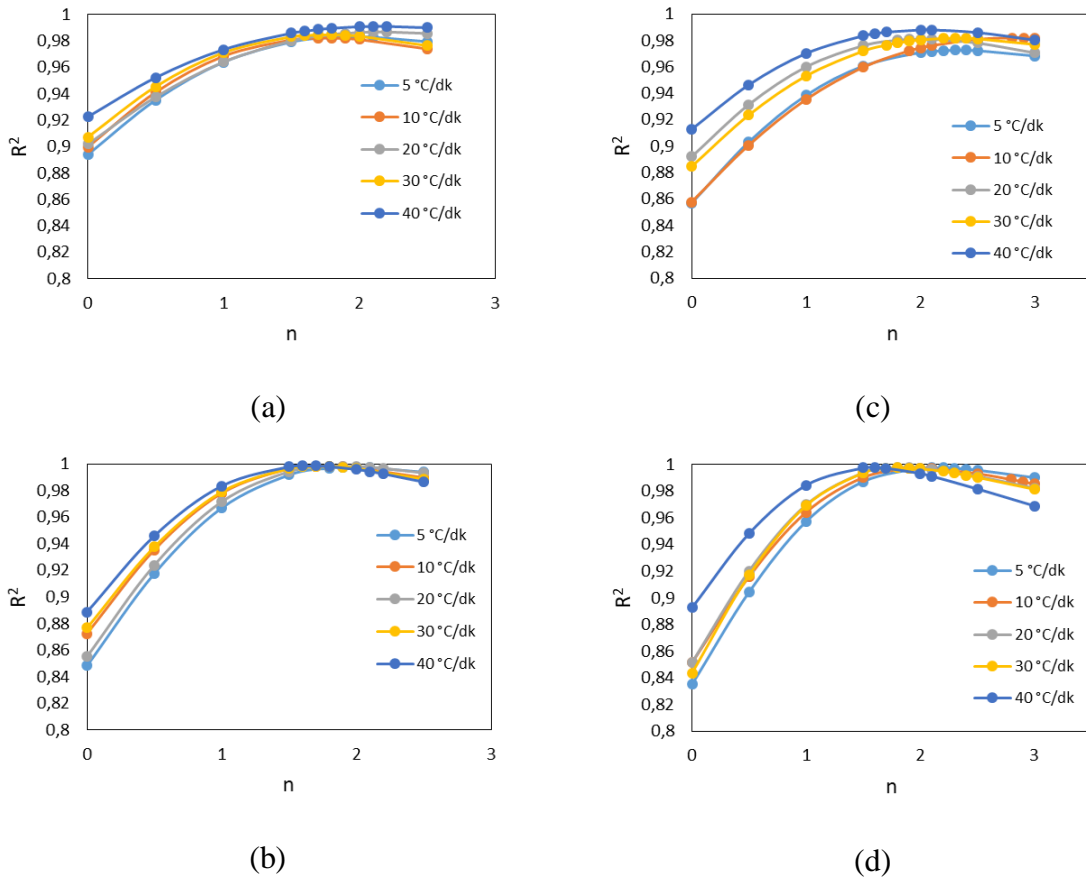 1
0,98
0,96
0,94
0,92
0,9
0,88
0,86
0,84
0,82
0,8
R²
0 1 2 3
n
5 °C/dk
10 °C/dk
20 °C/dk
30 °C/dk
40 °C/dk
(a)
1
0,98
0,96
0,94
0,92
0,9
0,88
0,86
0,84
0,82
0,8
R²
0 1 2 3
n
5 °C/dk
10 °C/dk
20 °C/dk
30 °C/dk
40 °C/dk
(c)
1
0,98
0,96
0,94
0,92
0,9
0,88
0,86
0,84
0,82
0,8
R²
0 1 2 3
n
5 °C/dk
10 °C/dk
20 °C/dk
30 °C/dk
40 °C/dk
(b)
1
0,98
0,96
0,94
0,92
0,9
0,88
0,86
0,84
0,82
0,8
R²
0 1 2 3
n
5 °C/dk
10 °C/dk
20 °C/dk
30 °C/dk
40 °C/dk
(d)